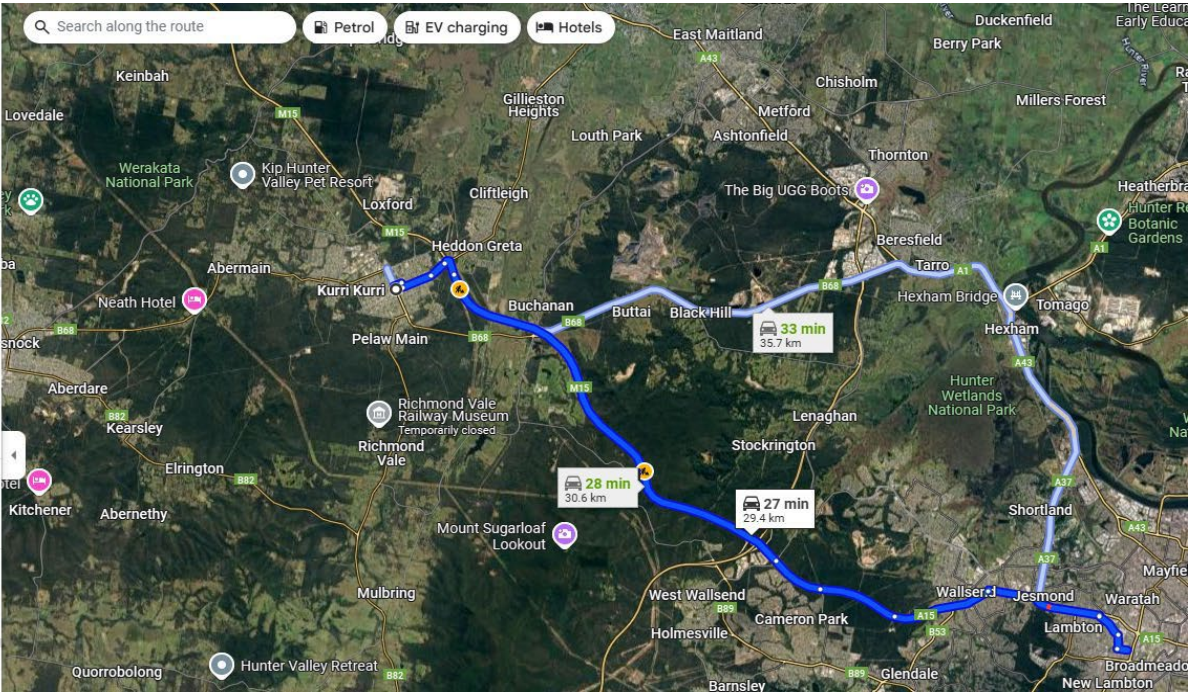 Search along the route
Petrol
EV charging
Hotels
East Maitland
Duckenfield
The Learn
Early Educa
A43
Berry Park
Hunter River
Keinbah
Chisholm
Lovedale
M15
Gillieston
Heights
Metford
Millers Forest
Louth Park
Ashtonfield
Werakata
National Park
Kip Hunter
Valley Pet Resort
Thornton
Cliftleigh
The Big UGG Boots
Heatherbra
Loxford
Hunter Re
Botanic
Gardens
M15
Heddon Greta
Beresfield
A1
Abermain
Tarro
A1
Kurri Kurri
B68
Neath Hotel
Buchanan
Buttai
Black Hill
Hexham Bridge
Tomago
B68
33 min
35.7 km
Hexham
B68
snock
Pelaw Main
B68
A43
Aberdare
M15
Hunter
Wetlands
National Park
B82
Kearsley
Richmond Vale
Railway Museum
Temporarily closed
Lenaghan
Richmond
Vale
Stockrington
Elrington
B82
28 min
30.6 km
A37
Kitchener
Abernethy
27 min
29.4 km
Shortland
A43
Mount Sugarloaf
Lookout
A37
Mayfie
Mulbring
West Wallsend
B89
Wallsend
Jesmond
Waratah
Cameron Park
A15
Holmesville
B53
Lambton
A15
Quorrobolong
Hunter Valley Retreat
B82
B89
Glendale
Broadmeado
Barnsley
New Lambton